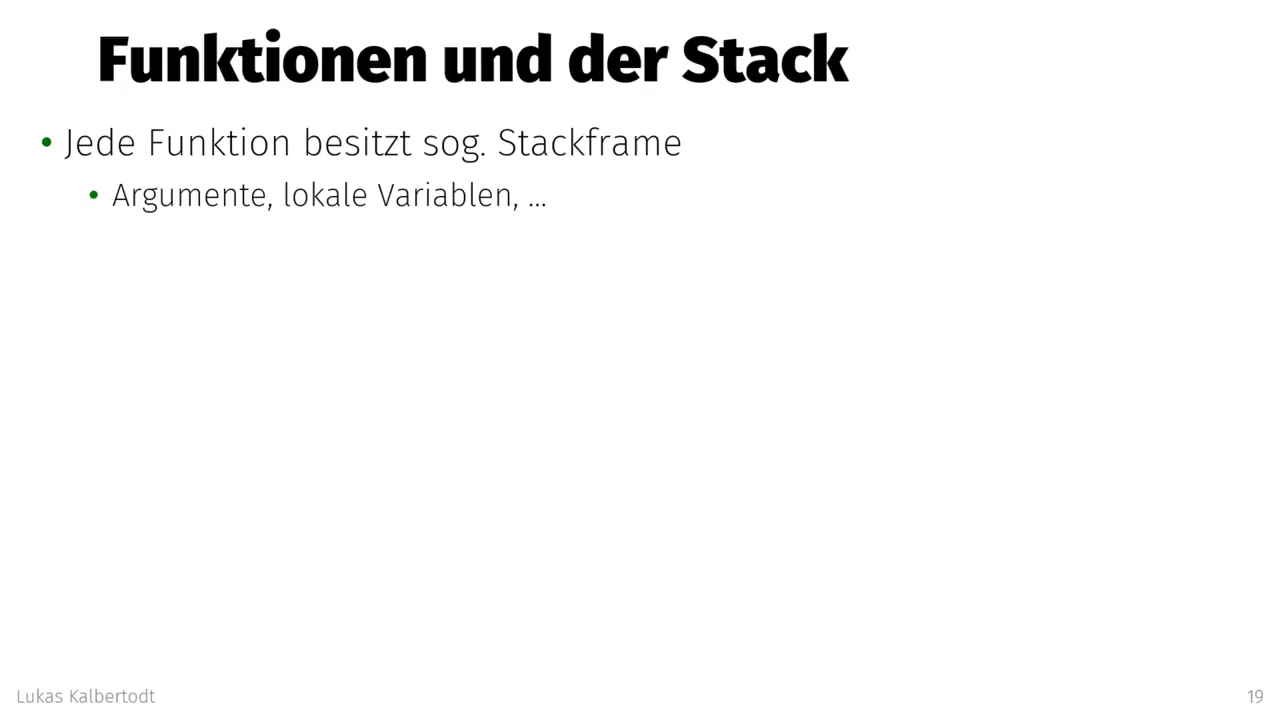 Funktionen und der Stack
• Jede Funktion besitzt sog. Stackframe
• Argumente, lokale Variablen, ...
Lukas Kalbertodt
19